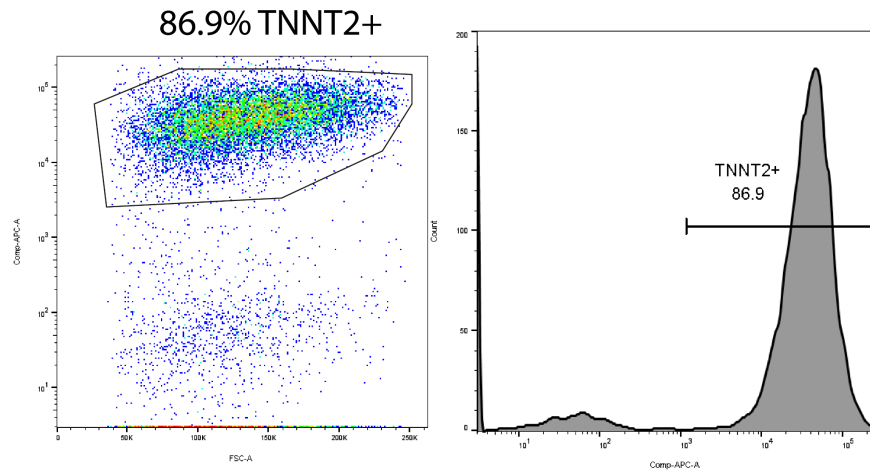 86.9% TNNT2+
10^5
10^4
10^3
10^2
10^1
Comp-APC-A
0
50K
100K
150K
200K
250K
FSC-A
200
150
100
50
0
Count
TNNT2+
86.9
10^1
10^2
10^3
10^4
10^5
Comp-APC-A